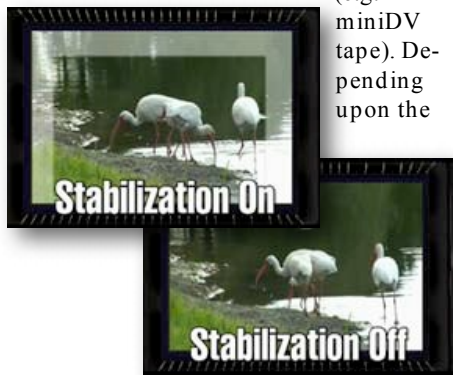 miniDV
tape). De-
pending
upon the
Stabilization On
Stabilization Off